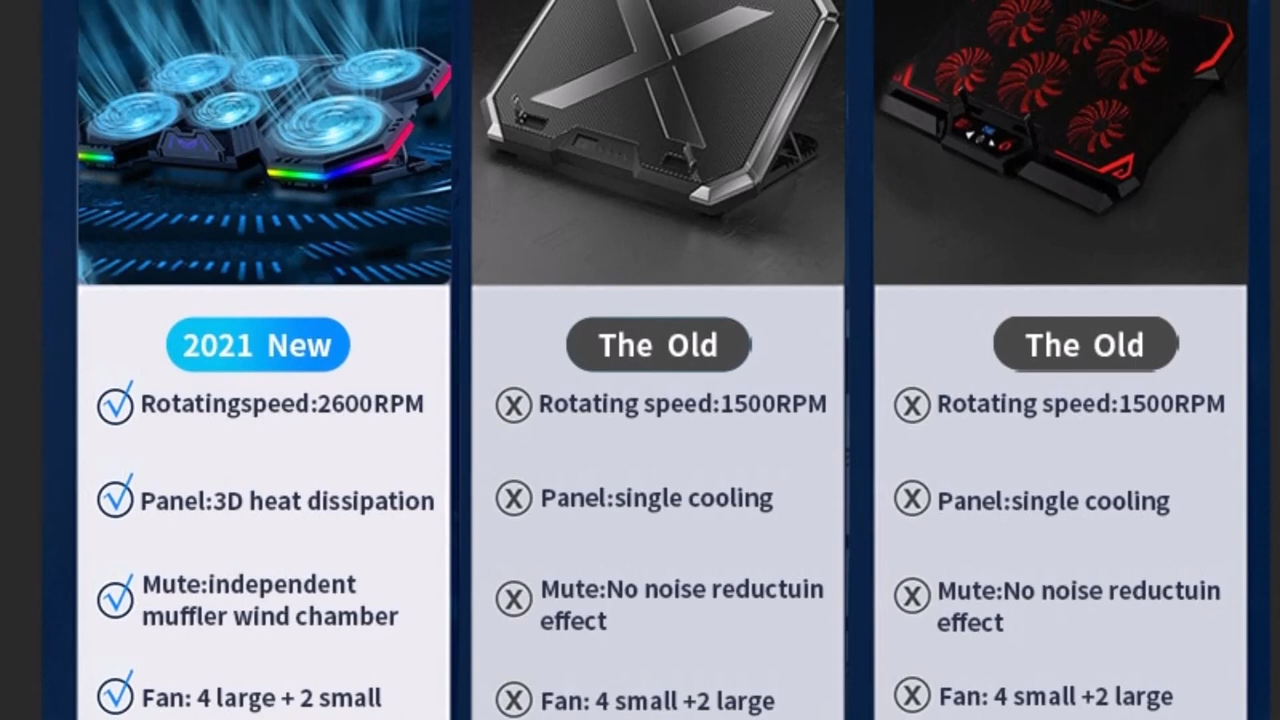 2021 New
Rotatingspeed:2600RPM
Panel:3D heat dissipation
Mute:independent
muffler wind chamber
Fan: 4 large + 2 small
The Old
Rotating speed:1500RPM
Panel:single cooling
Mute:No noise reductuin
effect
Fan: 4 small +2 large
The Old
Rotating speed:1500RPM
Panel:single cooling
Mute:No noise reductuin
effect
Fan: 4 small +2 large